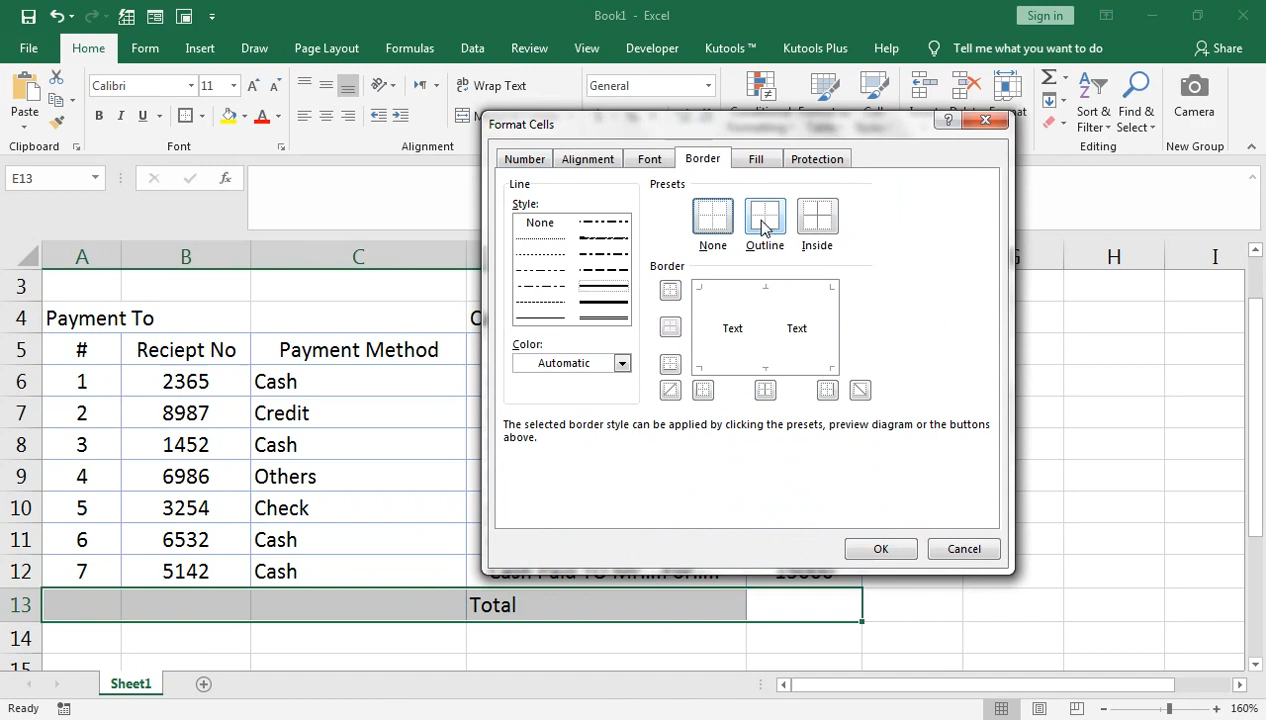 Book1 - Excel
Sign in
File Home Form Insert Draw Page Layout Formulas Data Review View Developer Kutools ™ Kutools Plus Help Tell me what you want to do Share
Paste
Calibri 11
B I U A
Wrap Text
General
Sort & Filter
Find & Select
Camera
Clipboard Font Alignment Editing New Group
E13
fx
Format Cells
Number Alignment Font Border Fill Protection
Line
Style:
None
Color:
Automatic
Presets
None Outline Inside
Border
Text Text
The selected border style can be applied by clicking the presets, preview diagram or the buttons
above.
OK Cancel
A B C H I
3
4 Payment To
5 # Reciept No Payment Method
6 1 2365 Cash
7 2 8987 Credit
8 3 1452 Cash
9 4 6986 Others
10 5 3254 Check
11 6 6532 Cash
12 7 5142 Cash
13 Total
14
15
Sheet1
Ready
160%